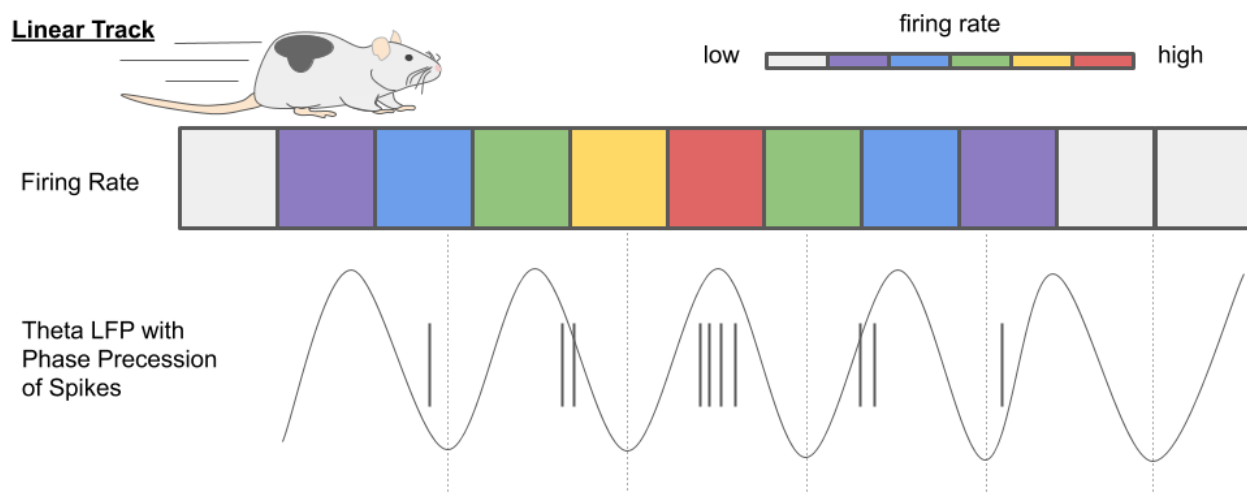 Linear Track
firing rate
low
high
Firing Rate
Theta LFP with
Phase Precession
of Spikes